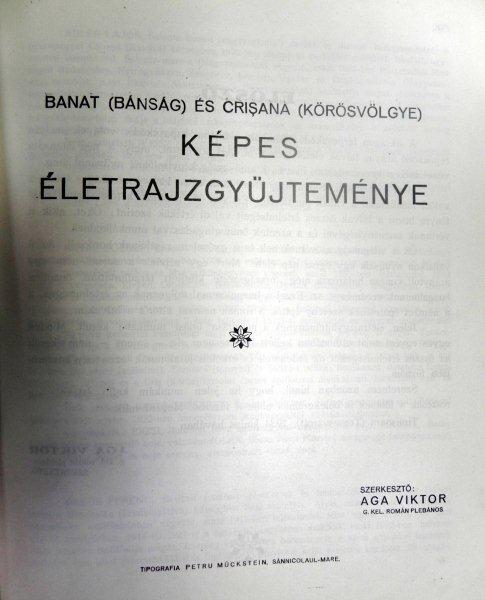 BANAT (BÁNSÁG) ÉS CRIȘANA (KÖRÖSVÖLGYE)
KÉPES
ÉLETRAJZGYÜJTEMÉNYE
SZERKESZTŐ:
AGA VIKTOR
G. KEL. ROMÁN PLEBÁNOS
TIPOGRAFIA PETRU MÜCKSTEIN, SÂNNICOLAUL-MARE.